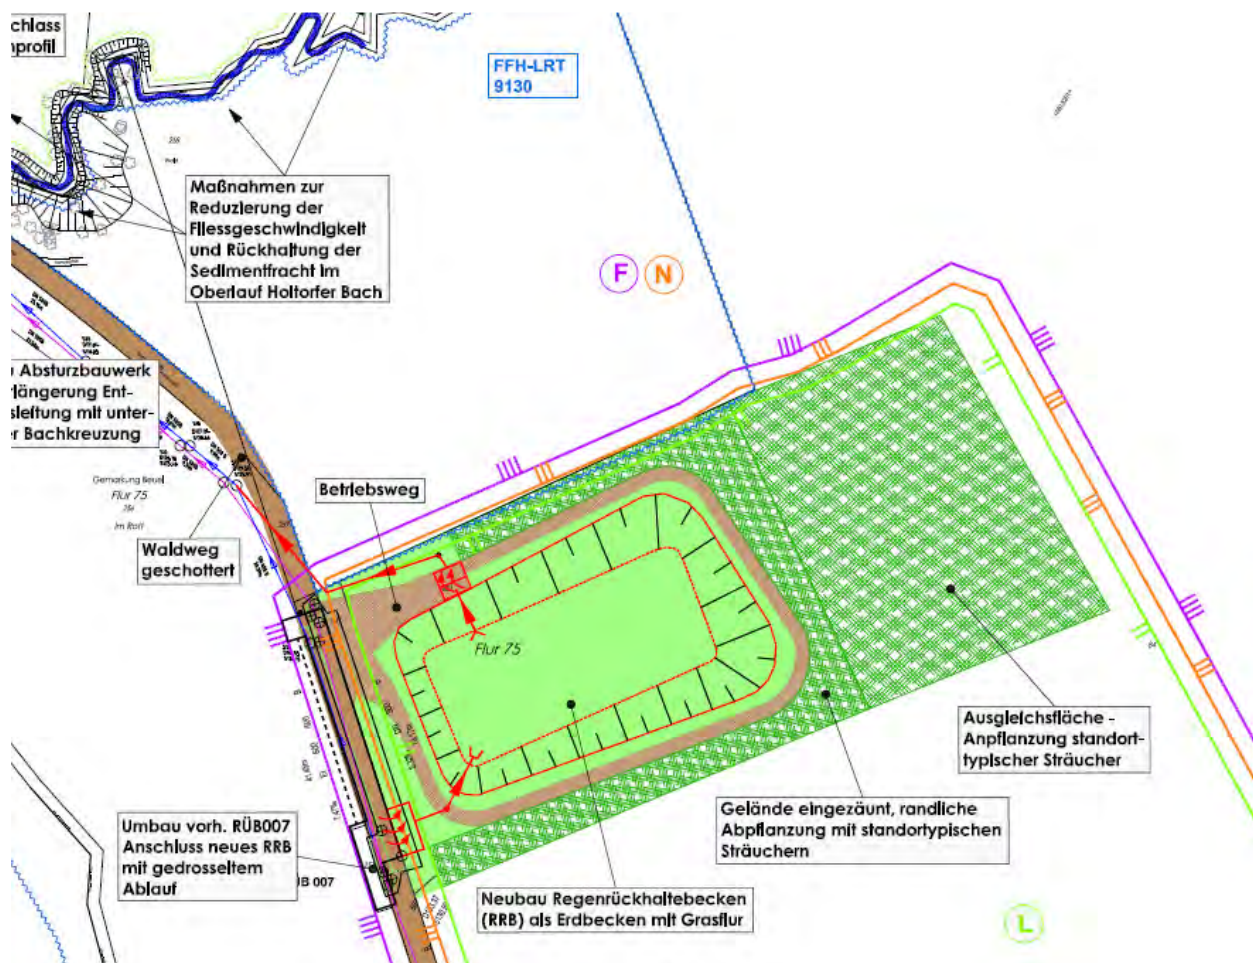 chlass
nprofil
FFH-LRT
9130
Maßnahmen zur
Reduzierung der
Fliessgeschwindigkeit
und Rückhaltung der
Sedimentfracht im
Oberlauf Holtorfer Bach
F
N
Absturzbauwerk
rlängerung Ent-
sleitung mit unter-
er Bachkreuzung
Gemarkung Beuel
Flur 75
Im Rott
Betriebsweg
Waldweg
geschottert
Flur 75
Ausgleichsfläche -
Anpflanzung standort-
typischer Sträucher
Gelände eingezäunt, randliche
Abpflanzung mit standortypischen
Sträuchern
Umbau vorh. RÜB007
Anschluss neues RRB
mit gedrosseltem
Ablauf
ÜB 007
Neubau Regenrückhaltebecken
(RRB) als Erdbecken mit Grasflur
L